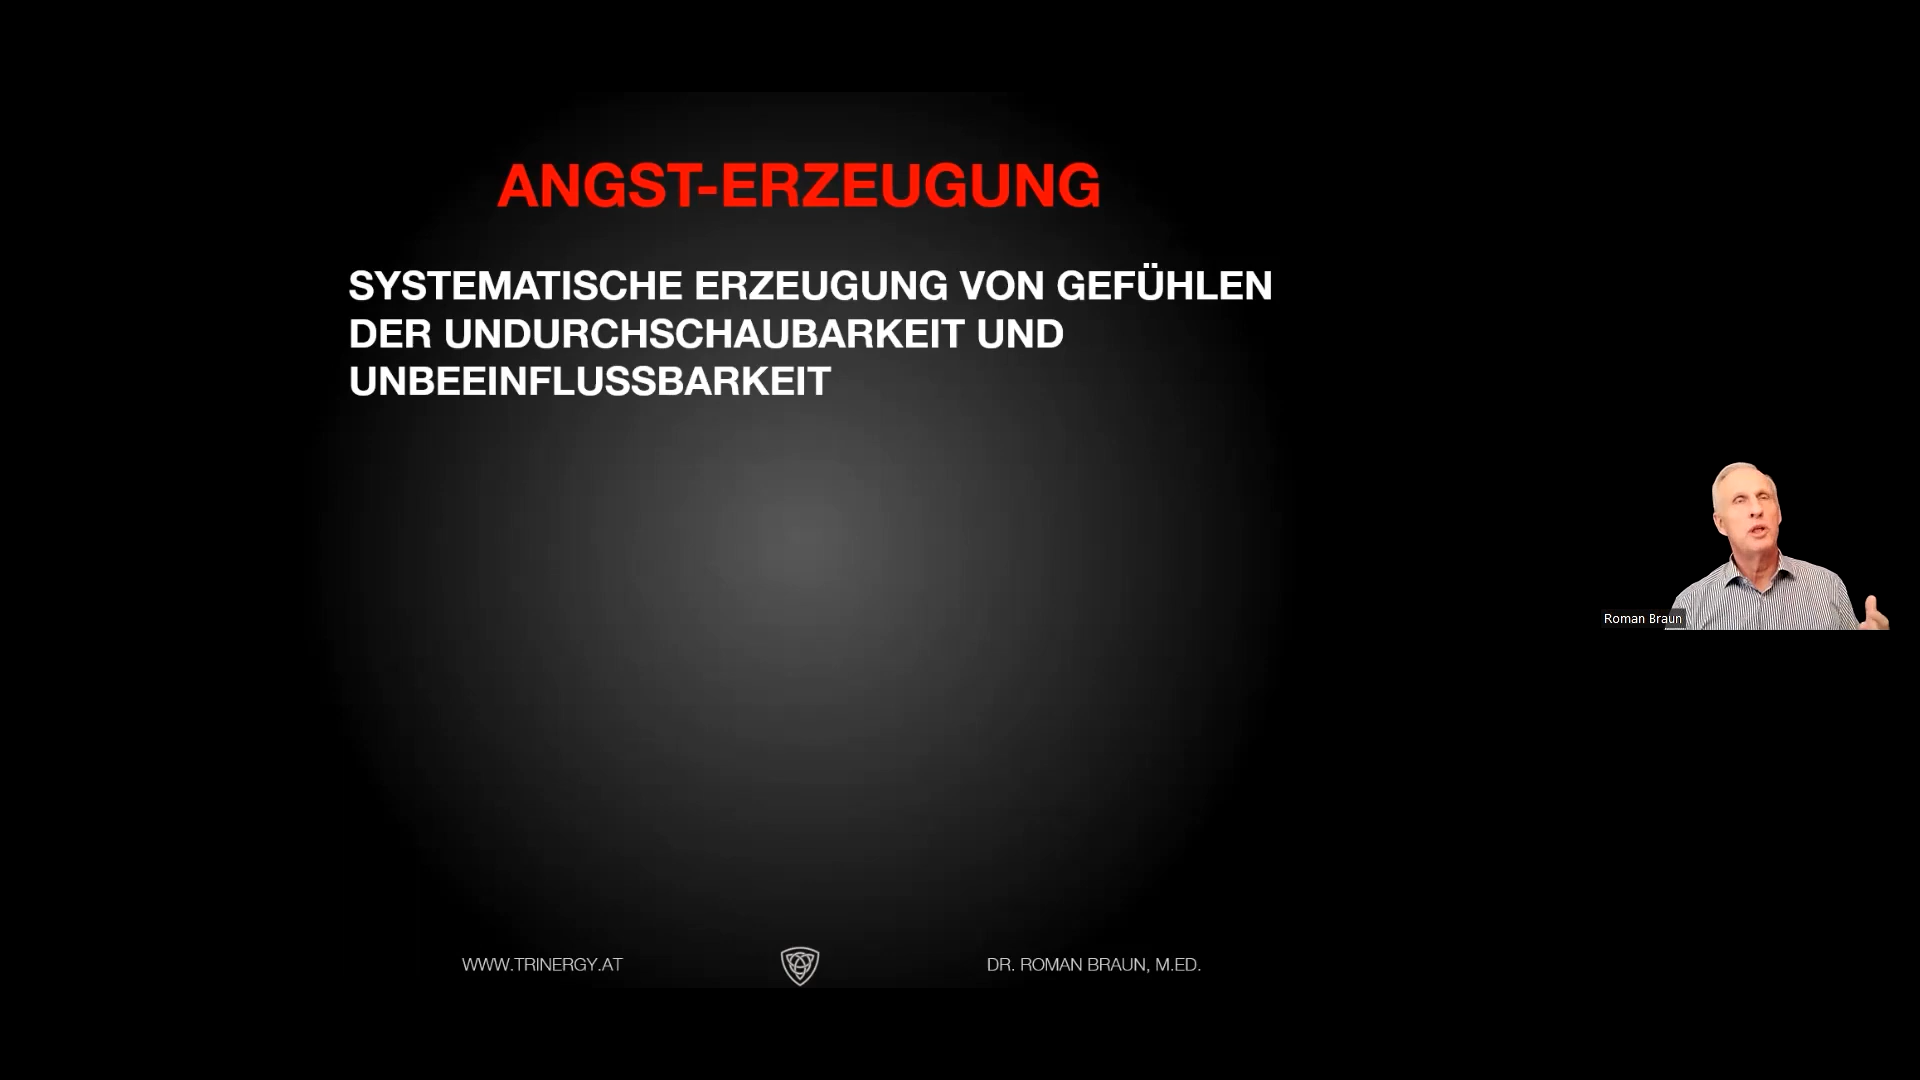 ANGST-ERZEUGUNG
SYSTEMATISCHE ERZEUGUNG VON GEFÜHLEN
DER UNDURCHSCHAUBARKEIT UND
UNBEEINFLUSSBARKEIT
Roman Braun
WWW.TRINERGY.AT
DR. ROMAN BRAUN, M.ED.